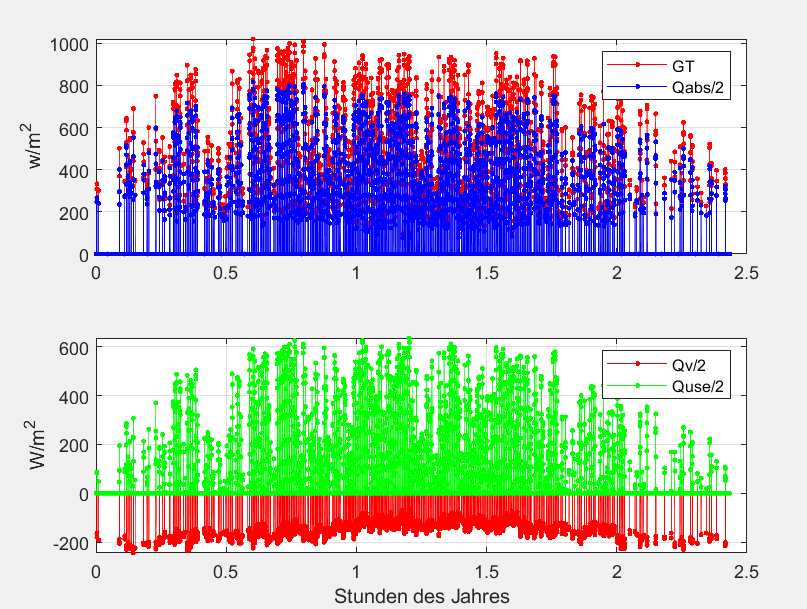 1000
800
600
400
200
0
w/m²
0 0.5 1 1.5 2 2.5
GT
Qabs/2
600
400
200
0
-200
W/m²
0 0.5 1 1.5 2 2.5
Qv/2
Quse/2
Stunden des Jahres